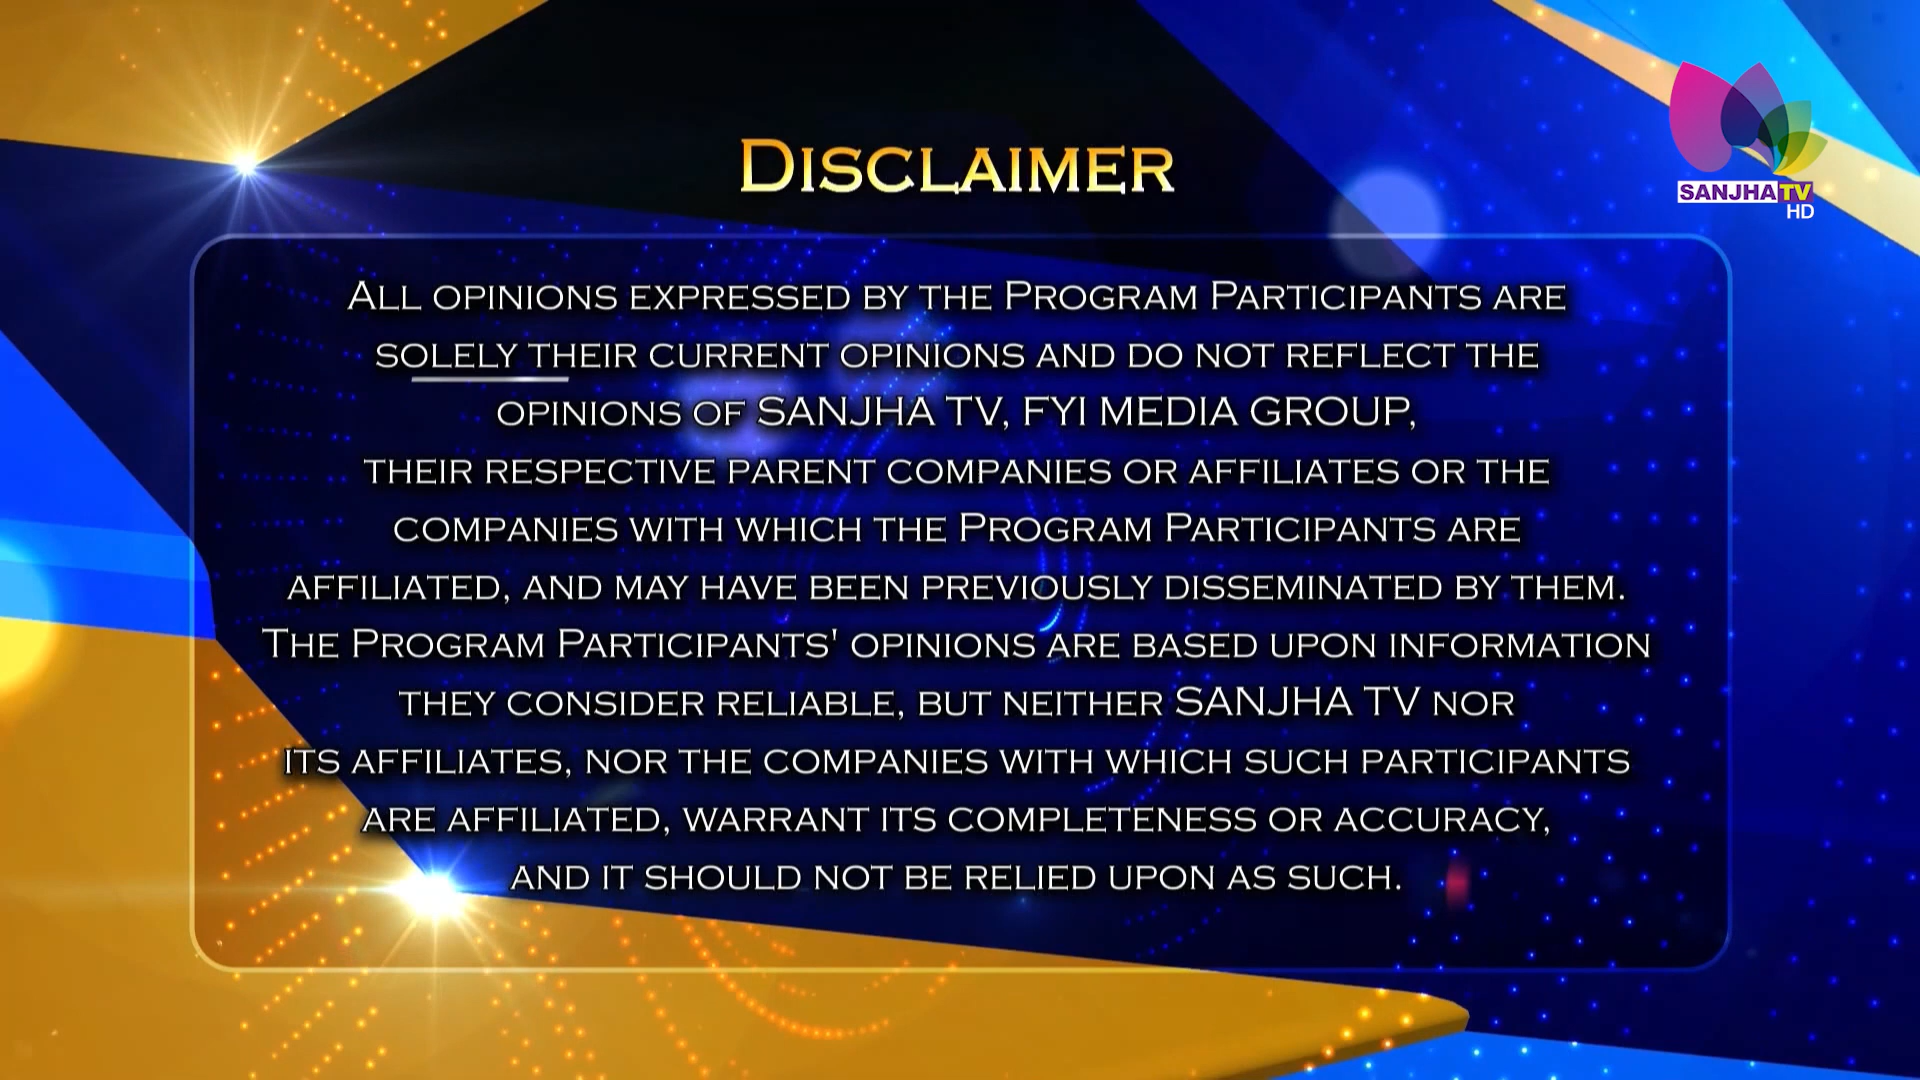 DISCLAIMER
SANJHA TV
HD
ALL OPINIONS EXPRESSED BY THE PROGRAM PARTICIPANTS ARE
SOLELY THEIR CURRENT OPINIONS AND DO NOT REFLECT THE
OPINIONS OF SANJHA TV, FYI MEDIA GROUP,
THEIR RESPECTIVE PARENT COMPANIES OR AFFILIATES OR THE
COMPANIES WITH WHICH THE PROGRAM PARTICIPANTS ARE
AFFILIATED, AND MAY HAVE BEEN PREVIOUSLY DISSEMINATED BY THEM.
THE PROGRAM PARTICIPANTS' OPINIONS ARE BASED UPON INFORMATION
THEY CONSIDER RELIABLE, BUT NEITHER SANJHA TV NOR
ITS AFFILIATES, NOR THE COMPANIES WITH WHICH SUCH PARTICIPANTS
ARE AFFILIATED, WARRANT ITS COMPLETENESS OR ACCURACY,
AND IT SHOULD NOT BE RELIED UPON AS SUCH.